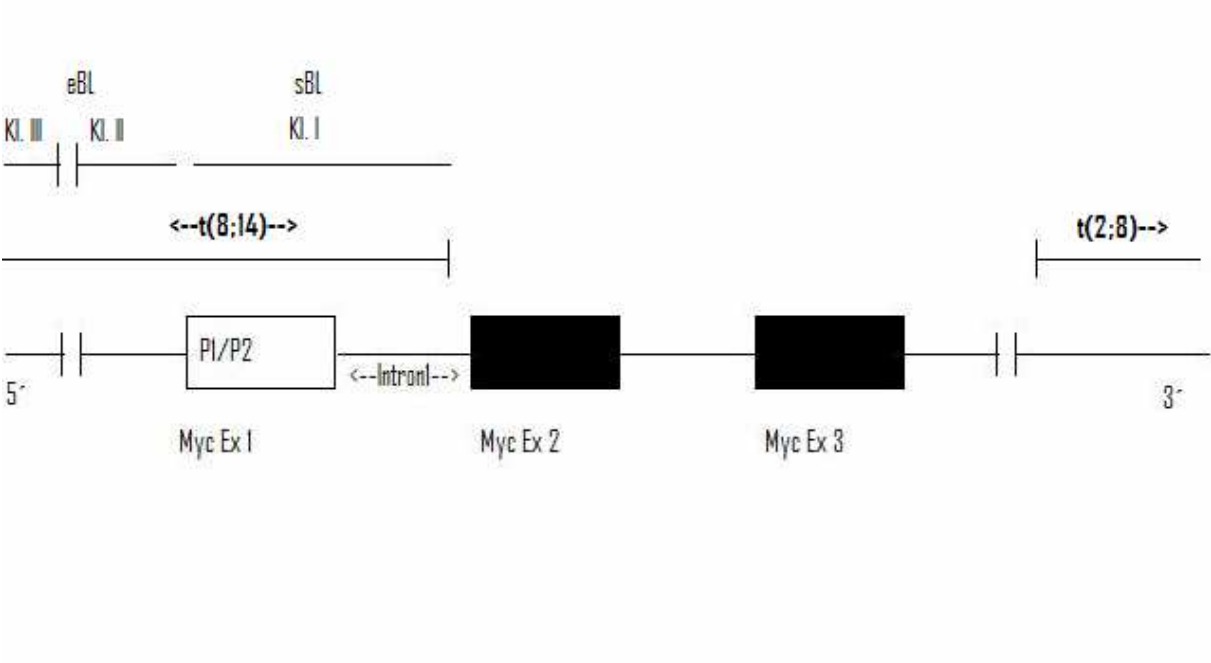 eBL sBL
Kl. III Kl. II Kl. I
<--t(8;14)--> t(2;8)-->
P1/P2
<--Intron1-->
5´ 3´
Myc Ex 1 Myc Ex 2 Myc Ex 3